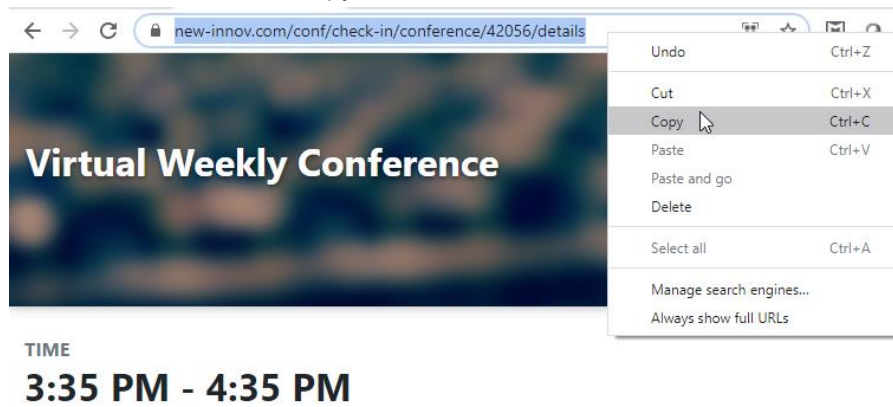 new-innov.com/conf/check-in/conference/42056/details
Undo Ctrl+Z
Cut Ctrl+X
Copy Ctrl+C
Paste Ctrl+V
Paste and go
Delete
Select all Ctrl+A
Manage search engines...
Always show full URLs
Virtual Weekly Conference
TIME
3:35 PM - 4:35 PM